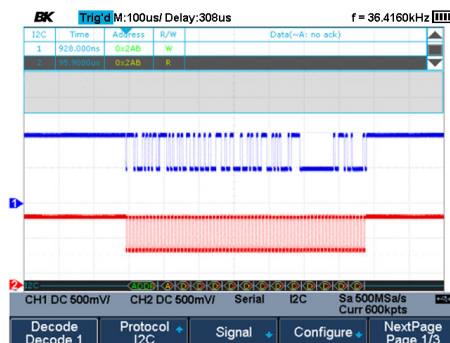 BK Trig'd M:100us/ Delay:308us f = 36.4160kHz
I2C Time Address R/W Data(~A: no ack)
1 928.000ns 0x2AB W
2 95.9000us 0x2AB R
1
2 I2C ADDR A D D D D D D D D D D D D
CH1 DC 500mV/ CH2 DC 500mV/ Serial I2C Sa 500MSa/s
Curr 600kpts
Decode Protocol Signal Configure NextPage
Decode 1 I2C Page 1/3